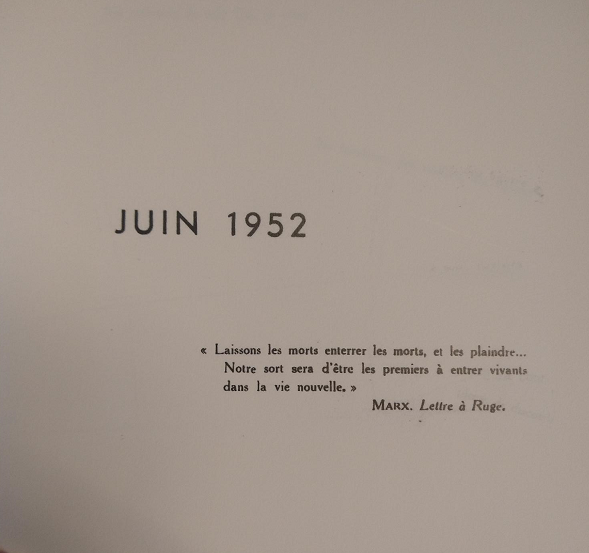 JUIN 1952
« Laissons les morts enterrer les morts, et les plaindre...
Notre sort sera d'être les premiers à entrer vivants
dans la vie nouvelle. »
MARX. Lettre à Ruge.